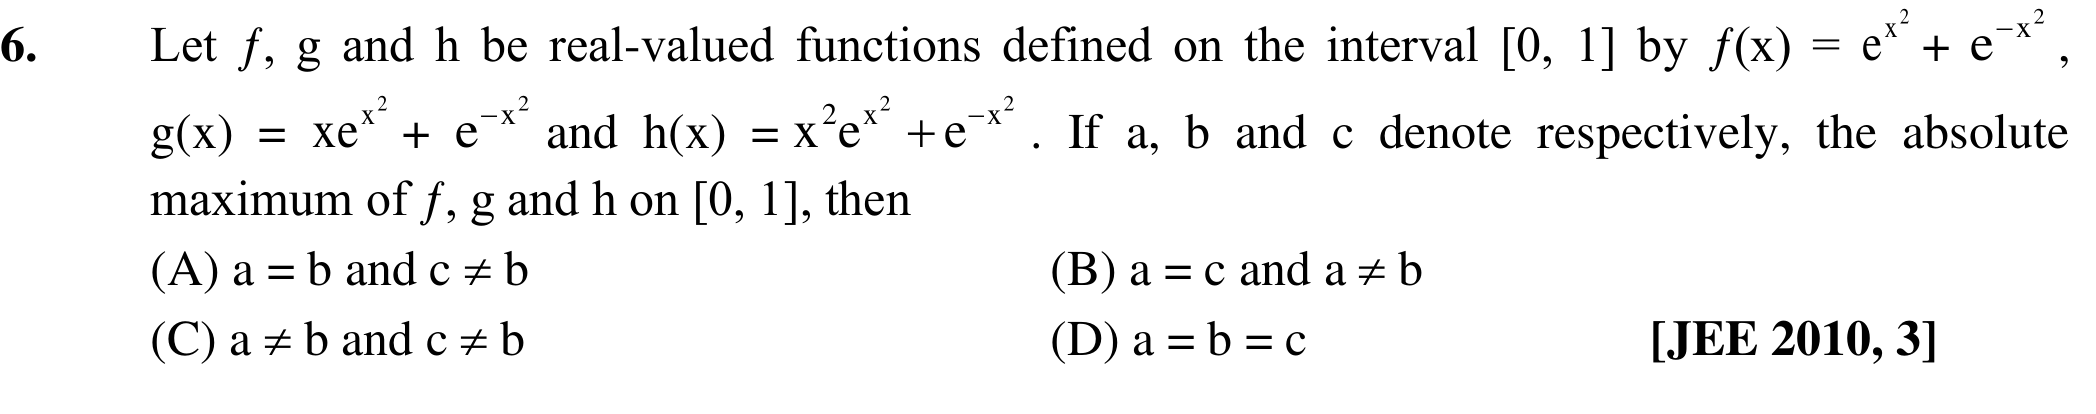 6. Let f, g and h be real-valued functions defined on the interval [0, 1] by f(x) = e^{x^2} + e^{-x^2} ,
g(x) = xe^{x^2} + e^{-x^2} and h(x) = x^2e^{x^2} + e^{-x^2} . If a, b and c denote respectively, the absolute
maximum of f, g and h on [0, 1], then
(A) a = b and c ≠ b (B) a = c and a ≠ b
(C) a ≠ b and c ≠ b (D) a = b = c [JEE 2010, 3]